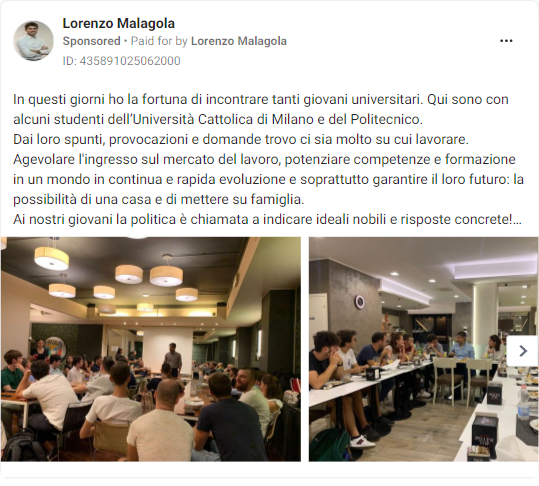 Lorenzo Malagola
Sponsored • Paid for by Lorenzo Malagola
ID: 435891025062000
In questi giorni ho la fortuna di incontrare tanti giovani universitari. Qui sono con
alcuni studenti dell’Università Cattolica di Milano e del Politecnico.
Dai loro spunti, provocazioni e domande trovo ci sia molto su cui lavorare.
Agevolare l'ingresso sul mercato del lavoro, potenziare competenze e formazione
in un mondo in continua e rapida evoluzione e soprattutto garantire il loro futuro: la
possibilità di una casa e di mettere su famiglia.
Ai nostri giovani la politica è chiamata a indicare ideali nobili e risposte concrete!...